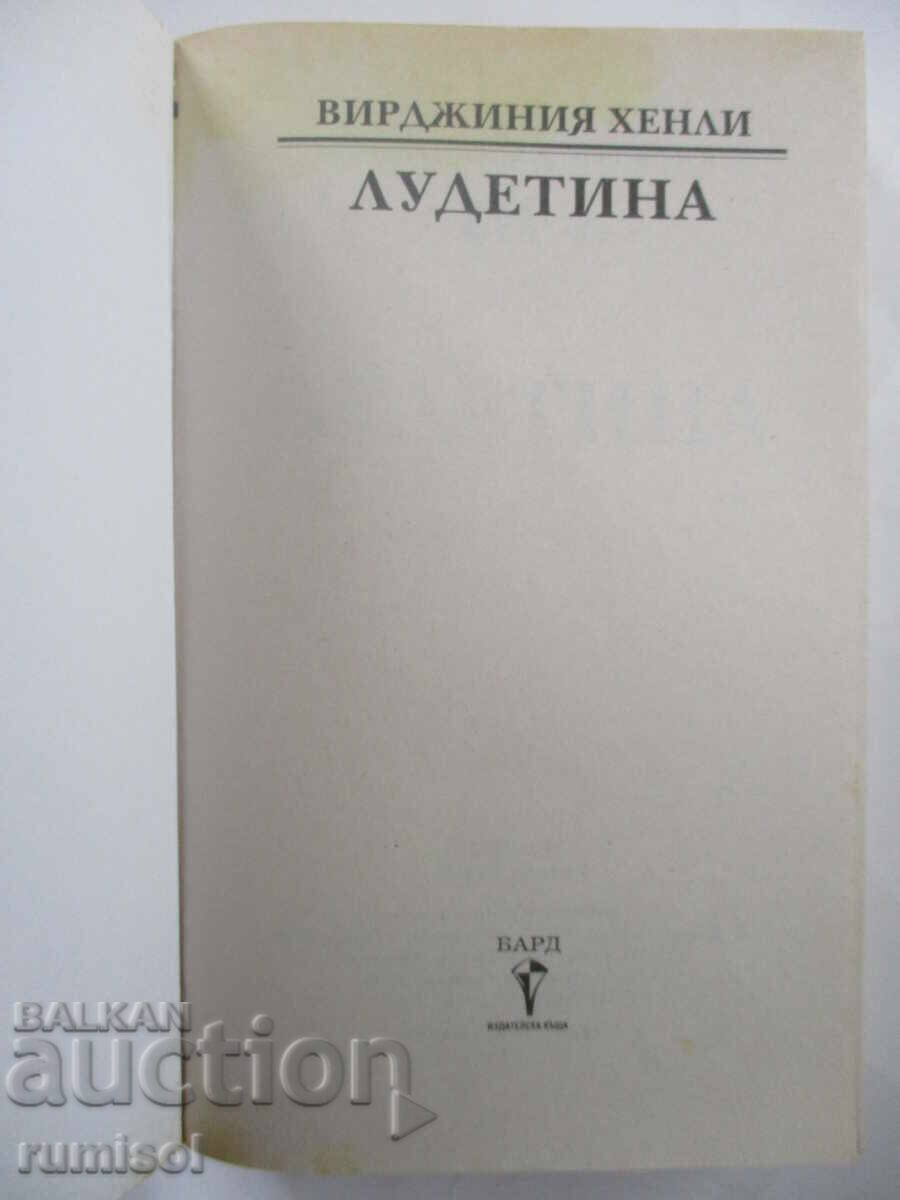 ВИРДЖИНИЯ ХЕНЛИ
ЛУДЕТИНА
БАРД
ИЗДАТЕЛСКА КЪЩА
BALKAN
auction
rumisol